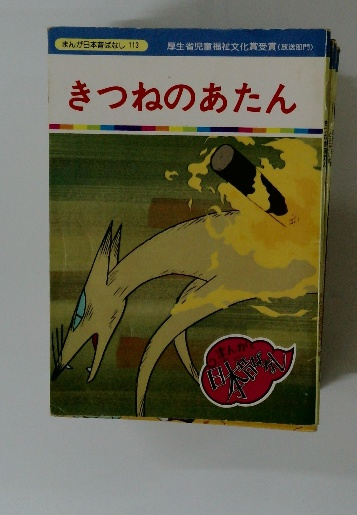 まんが日本昔ばなし 113
厚生省児童福祉文化賞受賞(放送部門)
きつねのあたん
まんが
日本昔ばなし